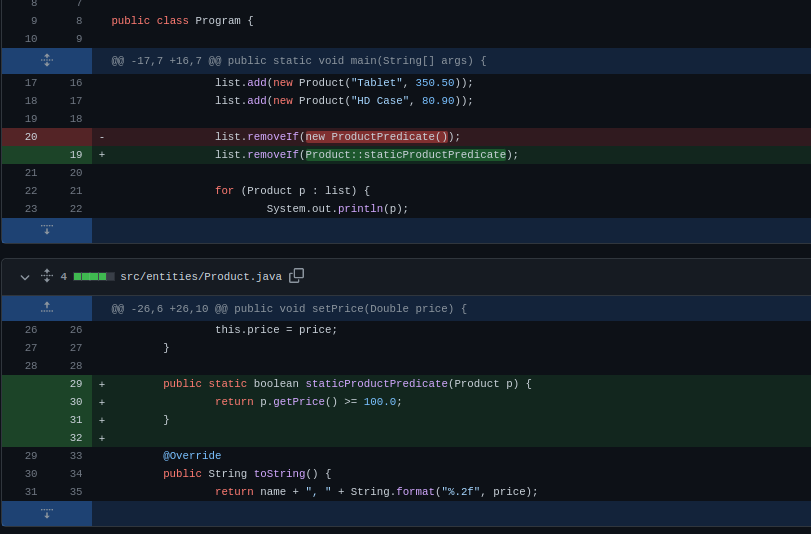 8 7
9 8 public class Program {
10 9
@@ -17,7 +16,7 @@ public static void main(String[] args) {
17 16 list.add(new Product("Tablet", 350.50));
18 17 list.add(new Product("HD Case", 80.90));
19 18
20 - list.removeIf(new ProductPredicate());
19 + list.removeIf(Product::staticProductPredicate);
21 20
22 21 for (Product p : list) {
23 22 System.out.println(p);
4 src/entities/Product.java
@@ -26,6 +26,10 @@ public void setPrice(Double price) {
26 26 this.price = price;
27 27 }
28 28
29 + public static boolean staticProductPredicate(Product p) {
30 + return p.getPrice() >= 100.0;
31 + }
32 +
29 33 @Override
30 34 public String toString() {
31 35 return name + ", " + String.format("%.2f", price);